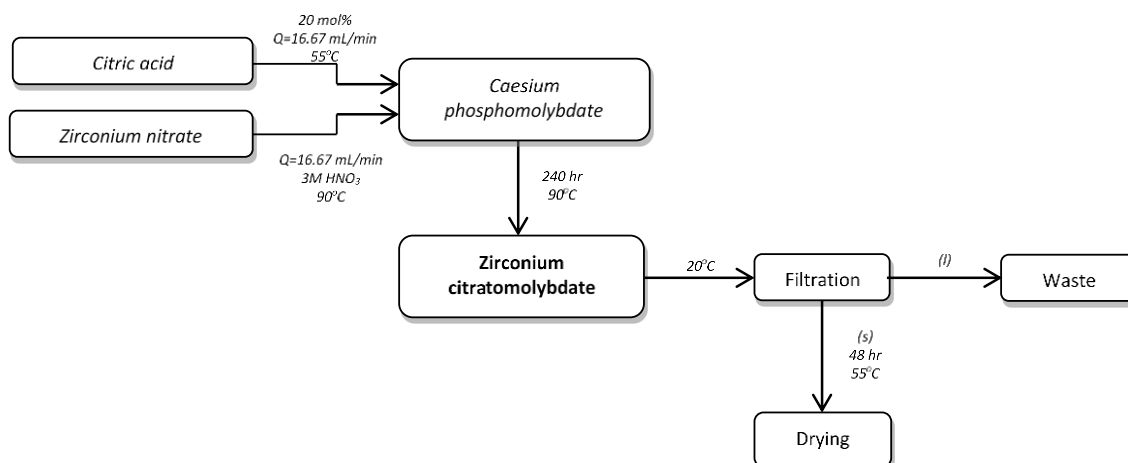 20 mol%
Q=16.67 mL/min
55°C
Citric acid
Caesium
phosphomolybdate
Zirconium nitrate
Q=16.67 mL/min
3M HNO₃
90°C
240 hr
90°C
Zirconium
citratomolybdate
20°C
Filtration
(l)
Waste
(s)
48 hr
55°C
Drying